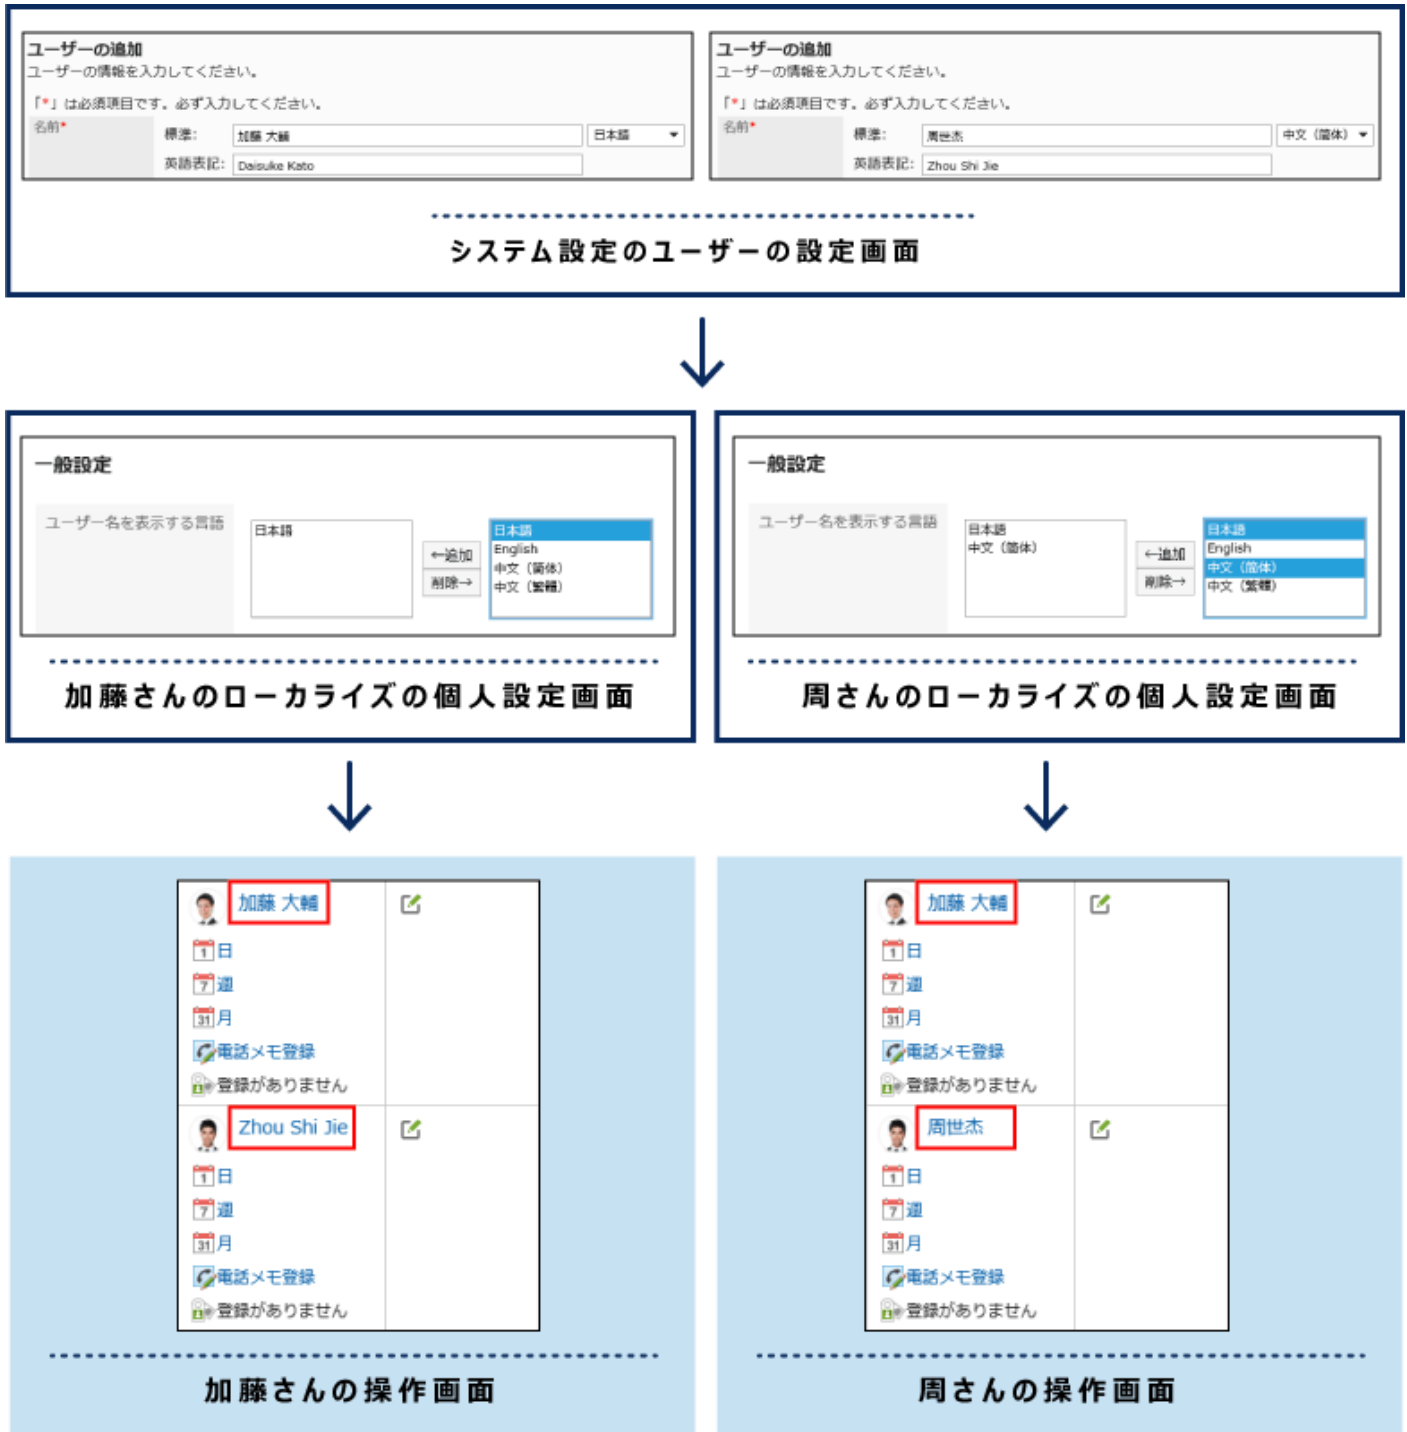 ユーザーの追加
ユーザーの情報を入力してください。
「*」は必須項目です。必ず入力してください。
名前*
標準:
加藤 大輔
日本語
英語表記:
Daisuke Kato
ユーザーの追加
ユーザーの情報を入力してください。
「*」は必須項目です。必ず入力してください。
名前*
標準:
周世杰
中文（简体）
英語表記:
Zhou Shi Jie
システム設定のユーザーの設定画面
一般設定
ユーザー名を表示する言語
日本語
←追加
削除→
日本語
English
中文（简体）
中文（繁體）
加藤さんのローカライズの個人設定画面
一般設定
ユーザー名を表示する言語
日本語
中文（简体）
←追加
削除→
日本語
English
中文（简体）
中文（繁體）
周さんのローカライズの個人設定画面
加藤 大輔
1 日
7 週
31 月
電話メモ登録
登録がありません
Zhou Shi Jie
1 日
7 週
31 月
電話メモ登録
登録がありません
加藤さんの操作画面
加藤 大輔
1 日
7 週
31 月
電話メモ登録
登録がありません
周世杰
1 日
7 週
31 月
電話メモ登録
登録がありません
周さんの操作画面